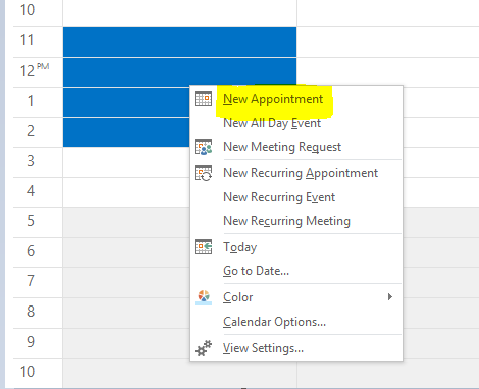 10
11
12 PM
1
2
3
4
5
6
7
8
9
10
New Appointment
New All Day Event
New Meeting Request
New Recurring Appointment
New Recurring Event
New Recurring Meeting
Today
Go to Date...
Color
Calendar Options...
View Settings...